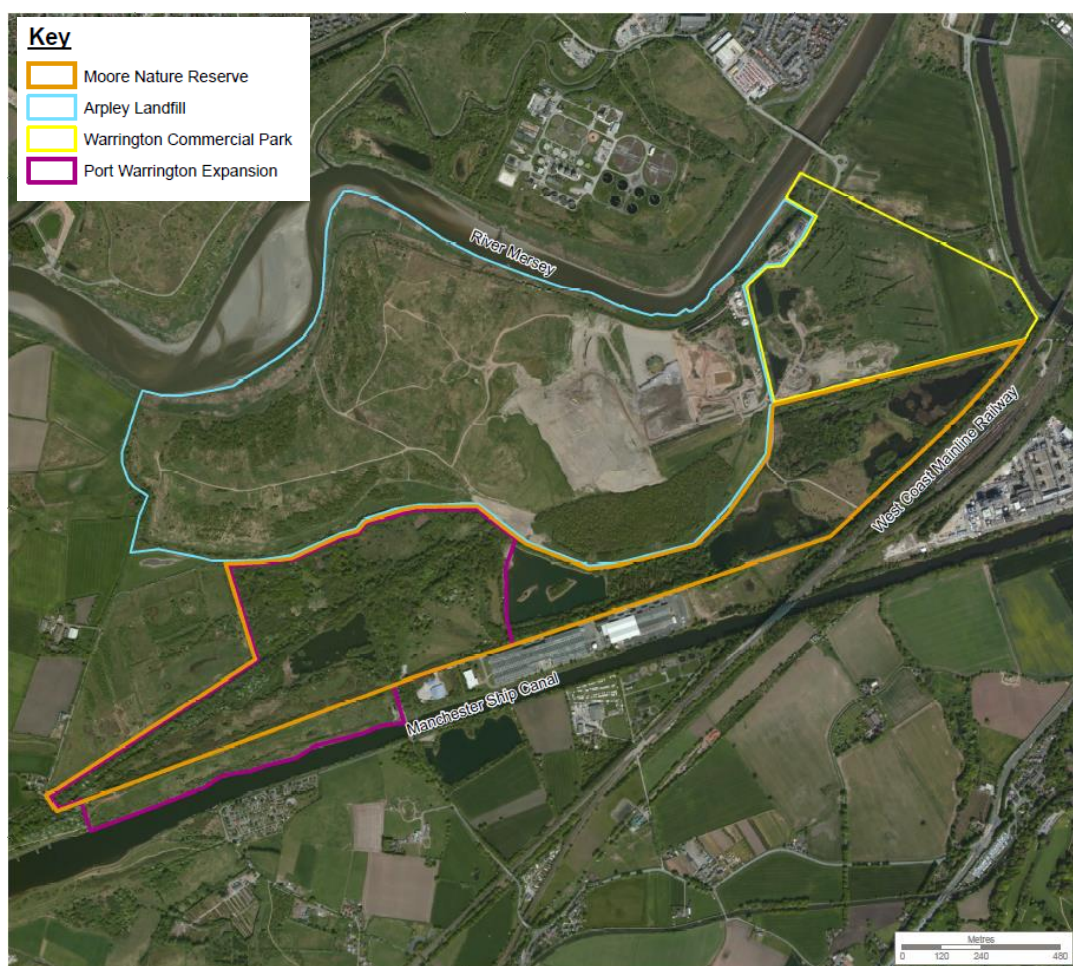 Key
Moore Nature Reserve
Arpley Landfill
Warrington Commercial Park
Port Warrington Expansion
River Mersey
West Coast Mainline Railway
Manchester Ship Canal
Metres
0 120 240 480